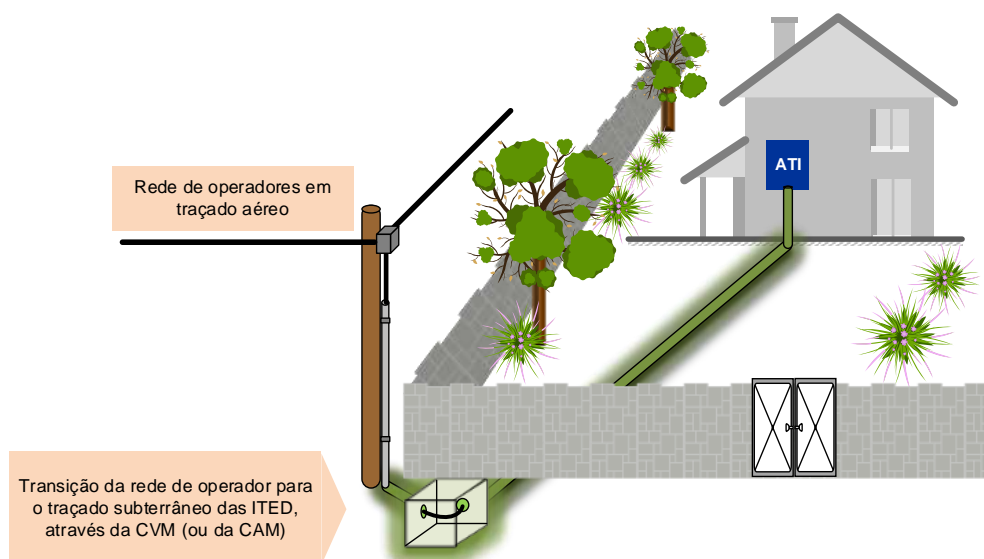 ATI
Rede de operadores em
traçado aéreo
Transição da rede de operador para
o traçado subterrâneo das ITED,
através da CVM (ou da CAM)